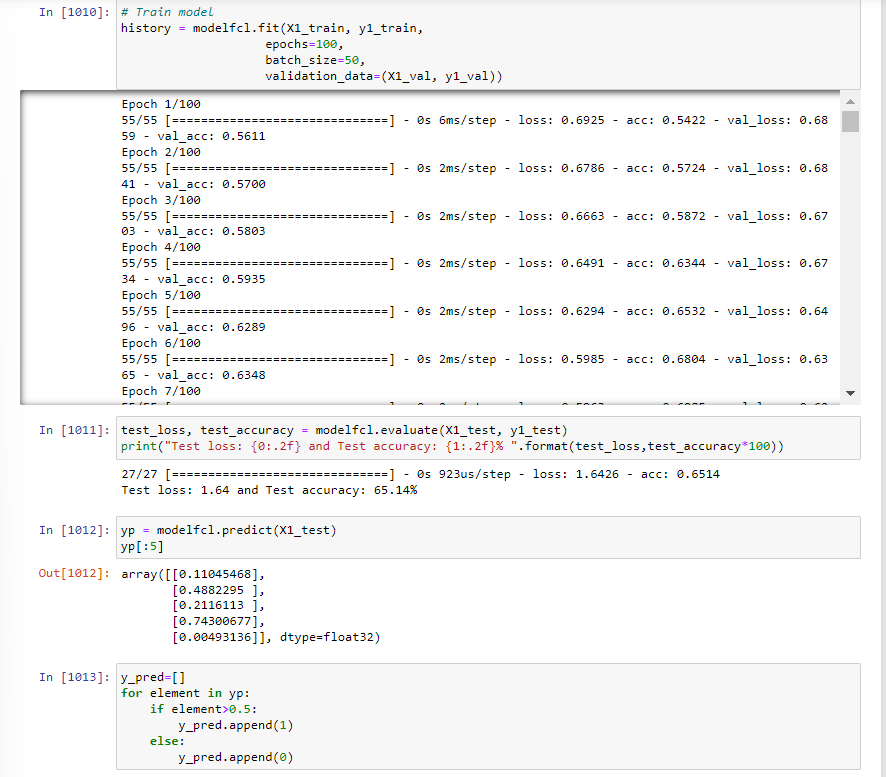 In [1010]: # Train model
history = modelfcl.fit(X1_train, y1_train,
epochs=100,
batch_size=50,
validation_data=(X1_val, y1_val))
Epoch 1/100
55/55 [==============================] - 0s 6ms/step - loss: 0.6925 - acc: 0.5422 - val_loss: 0.68
59 - val_acc: 0.5611
Epoch 2/100
55/55 [==============================] - 0s 2ms/step - loss: 0.6786 - acc: 0.5724 - val_loss: 0.68
41 - val_acc: 0.5700
Epoch 3/100
55/55 [==============================] - 0s 2ms/step - loss: 0.6663 - acc: 0.5872 - val_loss: 0.67
03 - val_acc: 0.5803
Epoch 4/100
55/55 [==============================] - 0s 2ms/step - loss: 0.6491 - acc: 0.6344 - val_loss: 0.67
34 - val_acc: 0.5935
Epoch 5/100
55/55 [==============================] - 0s 2ms/step - loss: 0.6294 - acc: 0.6532 - val_loss: 0.64
96 - val_acc: 0.6289
Epoch 6/100
55/55 [==============================] - 0s 2ms/step - loss: 0.5985 - acc: 0.6804 - val_loss: 0.63
65 - val_acc: 0.6348
Epoch 7/100
In [1011]: test_loss, test_accuracy = modelfcl.evaluate(X1_test, y1_test)
print("Test loss: {0:.2f} and Test accuracy: {1:.2f}% ".format(test_loss,test_accuracy*100))
27/27 [==============================] - 0s 923us/step - loss: 1.6426 - acc: 0.6514
Test loss: 1.64 and Test accuracy: 65.14%
In [1012]: yp = modelfcl.predict(X1_test)
yp[:5]
Out[1012]: array([[0.11045468],
[0.4882295 ],
[0.2116113 ],
[0.74300677],
[0.00493136]], dtype=float32)
In [1013]: y_pred=[]
for element in yp:
if element>0.5:
y_pred.append(1)
else:
y_pred.append(0)